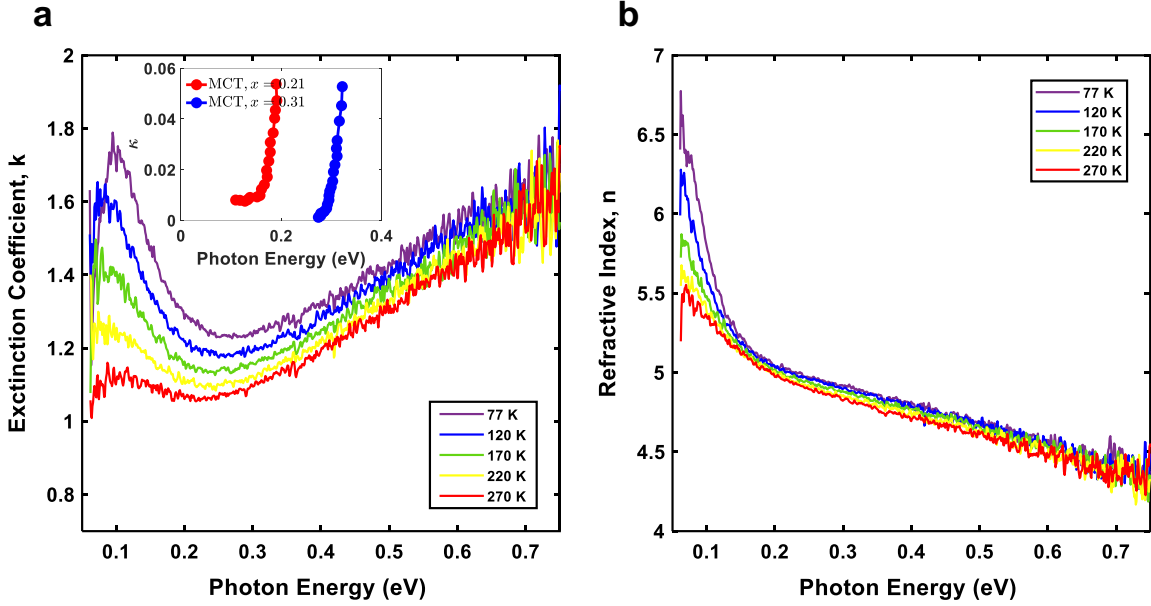 a
2
1.8
1.6
1.4
1.2
1
0.8
Exctinction Coefficient, k
0.1 0.2 0.3 0.4 0.5 0.6 0.7
Photon Energy (eV)
0.06
0.04
0.02
0
κ
0 0.2 0.4
Photon Energy (eV)
MCT, x = 0.21
MCT, x = 0.31
77 K
120 K
170 K
220 K
270 K
b
7
6.5
6
5.5
5
4.5
4
Refractive Index, n
0.1 0.2 0.3 0.4 0.5 0.6 0.7
Photon Energy (eV)
77 K
120 K
170 K
220 K
270 K